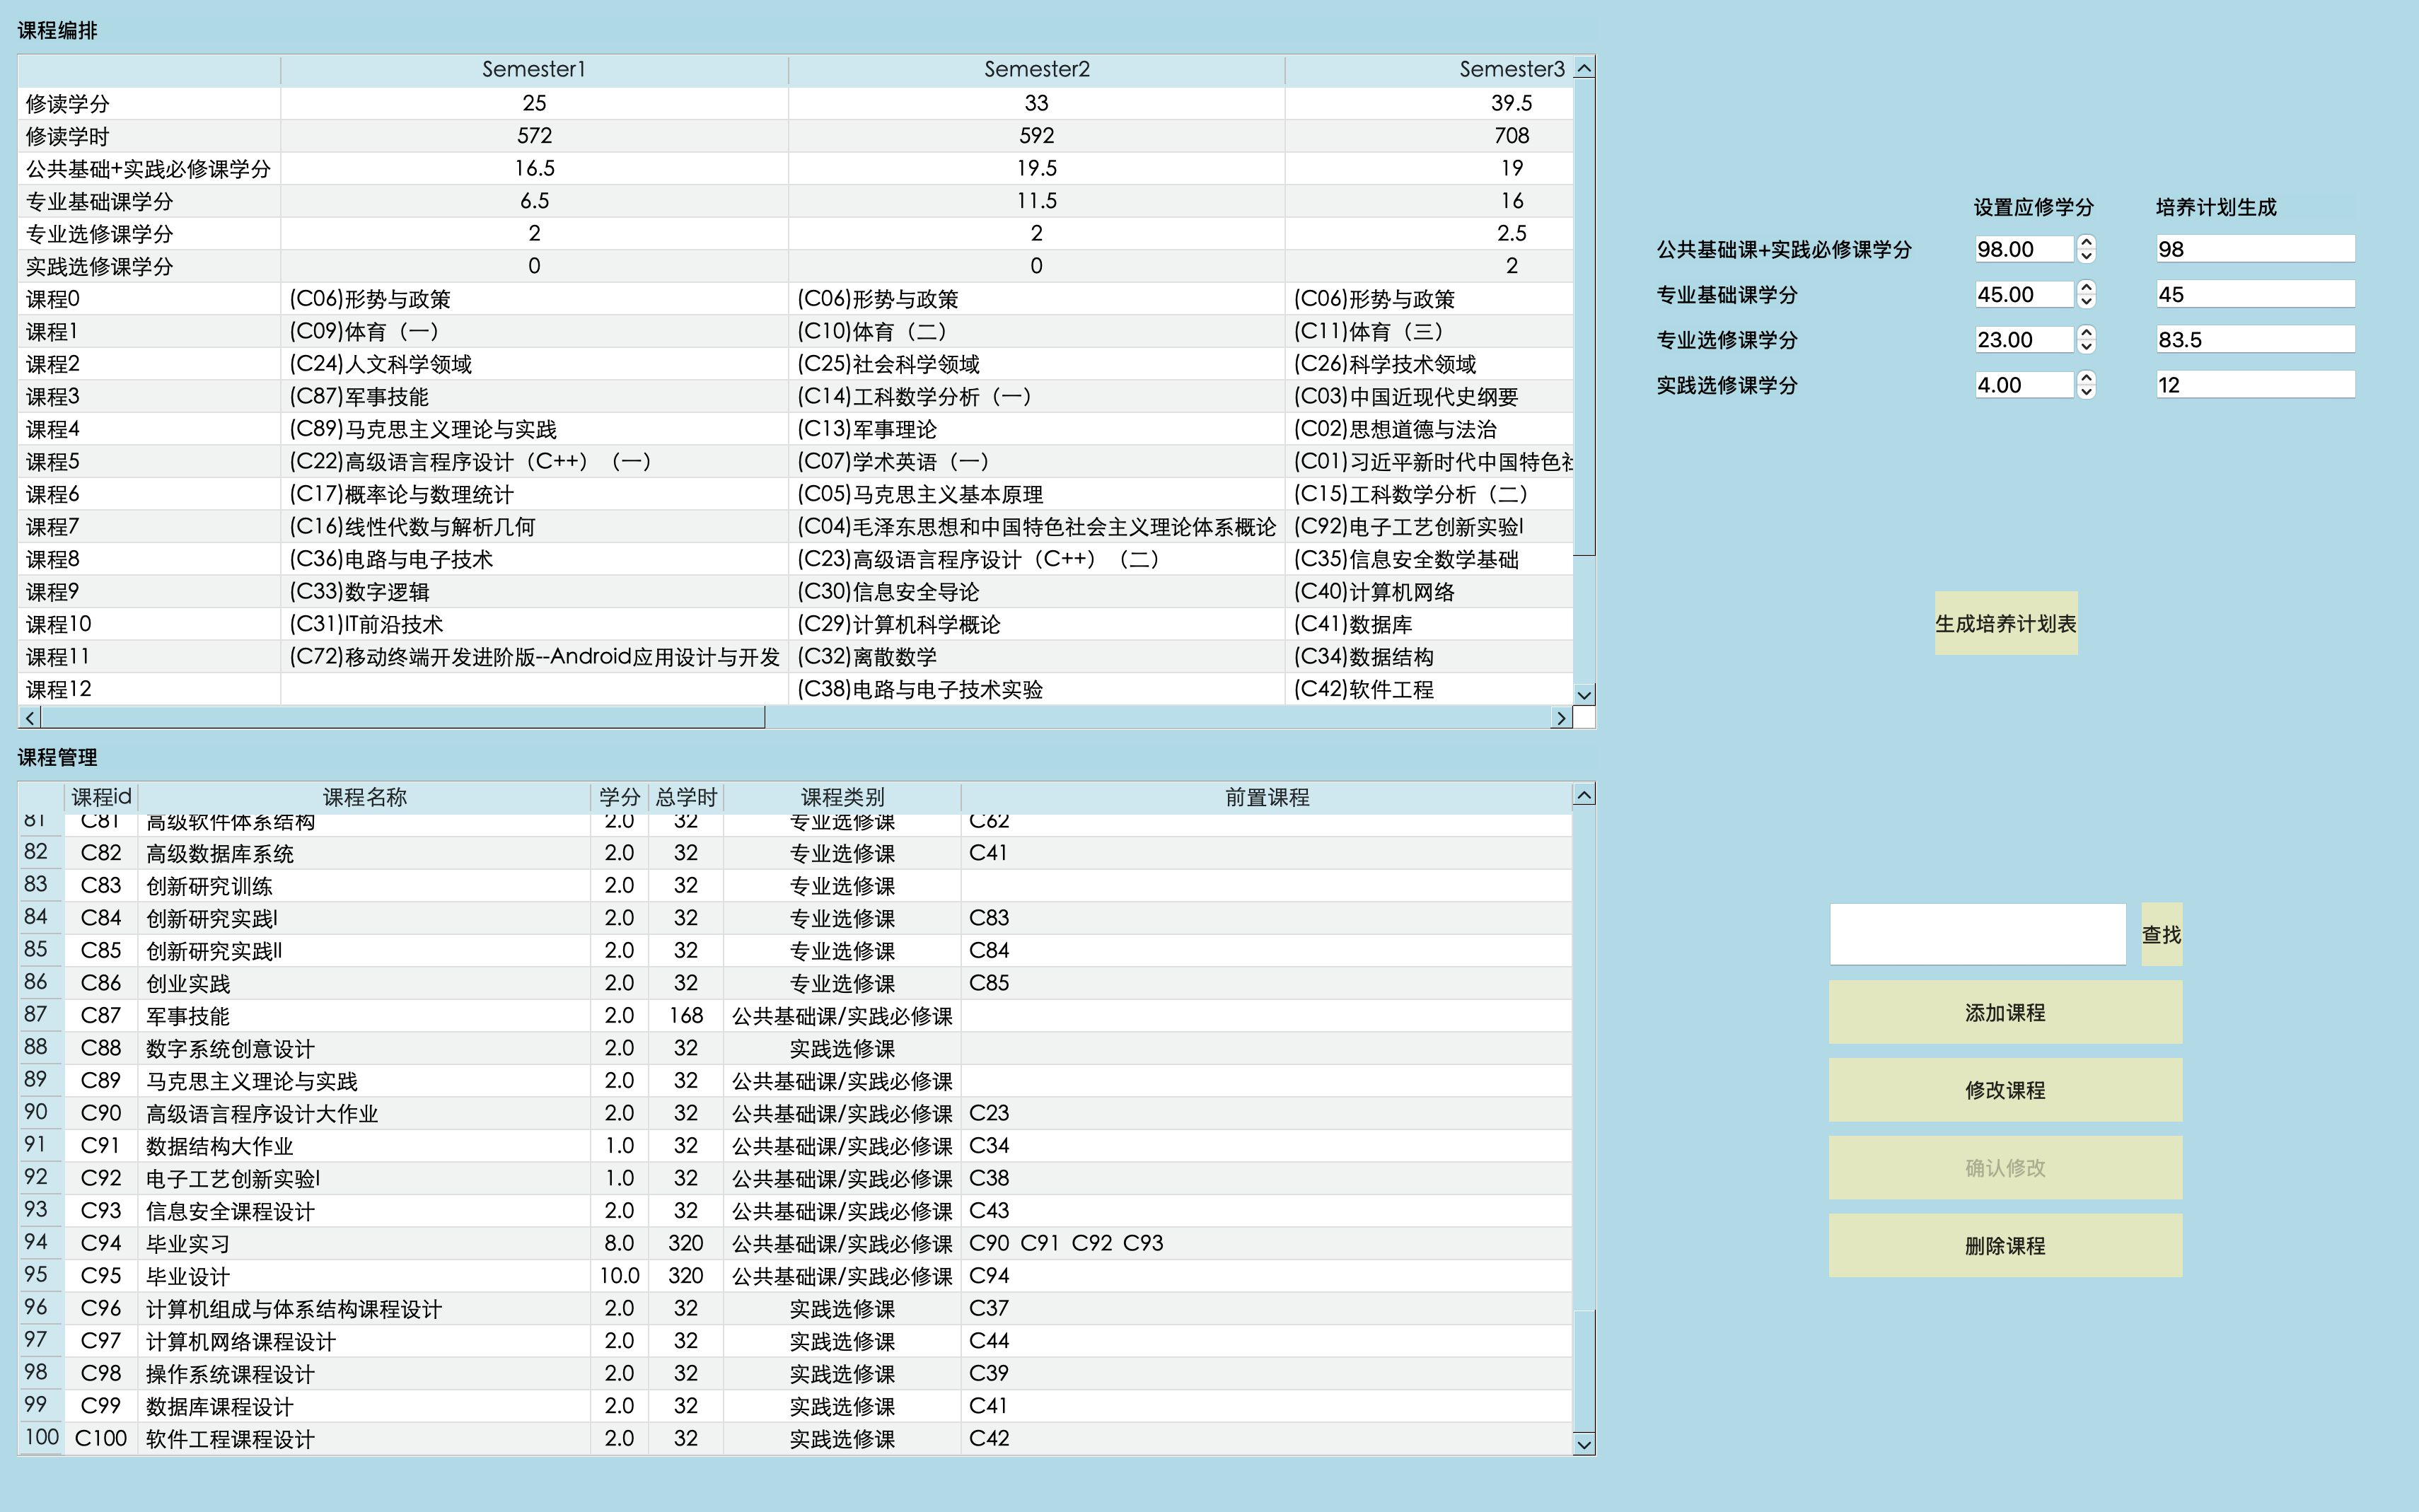 课程编排
Semester1 Semester2 Semester3
修读学分 25 33 39.5
修读学时 572 592 708
公共基础+实践必修课学分 16.5 19.5 19
专业基础课学分 6.5 11.5 16
专业选修课学分 2 2 2.5
实践选修课学分 0 0 2
课程0 (C06)形势与政策 (C06)形势与政策 (C06)形势与政策
课程1 (C09)体育（一） (C10)体育（二） (C11)体育（三）
课程2 (C24)人文科学领域 (C25)社会科学领域 (C26)科学技术领域
课程3 (C87)军事技能 (C14)工科数学分析（一） (C03)中国近现代史纲要
课程4 (C89)马克思主义理论与实践 (C13)军事理论 (C02)思想道德与法治
课程5 (C22)高级语言程序设计（C++）（一） (C07)学术英语（一） (C01)习近平新时代中国特色社
课程6 (C17)概率论与数理统计 (C05)马克思主义基本原理 (C15)工科数学分析（二）
课程7 (C16)线性代数与解析几何 (C04)毛泽东思想和中国特色社会主义理论体系概论 (C92)电子工艺创新实验I
课程8 (C36)电路与电子技术 (C23)高级语言程序设计（C++）（二） (C35)信息安全数学基础
课程9 (C33)数字逻辑 (C30)信息安全导论 (C40)计算机网络
课程10 (C31)IT前沿技术 (C29)计算机科学概论 (C41)数据库
课程11 (C72)移动终端开发进阶版--Android应用设计与开发 (C32)离散数学 (C34)数据结构
课程12 (C38)电路与电子技术实验 (C42)软件工程
设置应修学分 培养计划生成
公共基础课+实践必修课学分 98.00 98
专业基础课学分 45.00 45
专业选修课学分 23.00 83.5
实践选修课学分 4.00 12
生成培养计划表
课程管理
课程id 课程名称 学分 总学时 课程类别 前置课程
81 C81 高级软件体系结构 2.0 32 专业选修课 C62
82 C82 高级数据库系统 2.0 32 专业选修课 C41
83 C83 创新研究训练 2.0 32 专业选修课
84 C84 创新研究实践I 2.0 32 专业选修课 C83
85 C85 创新研究实践II 2.0 32 专业选修课 C84
86 C86 创业实践 2.0 32 专业选修课 C85
87 C87 军事技能 2.0 168 公共基础课/实践必修课
88 C88 数字系统创意设计 2.0 32 实践选修课
89 C89 马克思主义理论与实践 2.0 32 公共基础课/实践必修课
90 C90 高级语言程序设计大作业 2.0 32 公共基础课/实践必修课 C23
91 C91 数据结构大作业 1.0 32 公共基础课/实践必修课 C34
92 C92 电子工艺创新实验I 1.0 32 公共基础课/实践必修课 C38
93 C93 信息安全课程设计 2.0 32 公共基础课/实践必修课 C43
94 C94 毕业实习 8.0 320 公共基础课/实践必修课 C90 C91 C92 C93
95 C95 毕业设计 10.0 320 公共基础课/实践必修课 C94
96 C96 计算机组成与体系结构课程设计 2.0 32 实践选修课 C37
97 C97 计算机网络课程设计 2.0 32 实践选修课 C44
98 C98 操作系统课程设计 2.0 32 实践选修课 C39
99 C99 数据库课程设计 2.0 32 实践选修课 C41
100 C100 软件工程课程设计 2.0 32 实践选修课 C42
查找
添加课程
修改课程
确认修改
删除课程